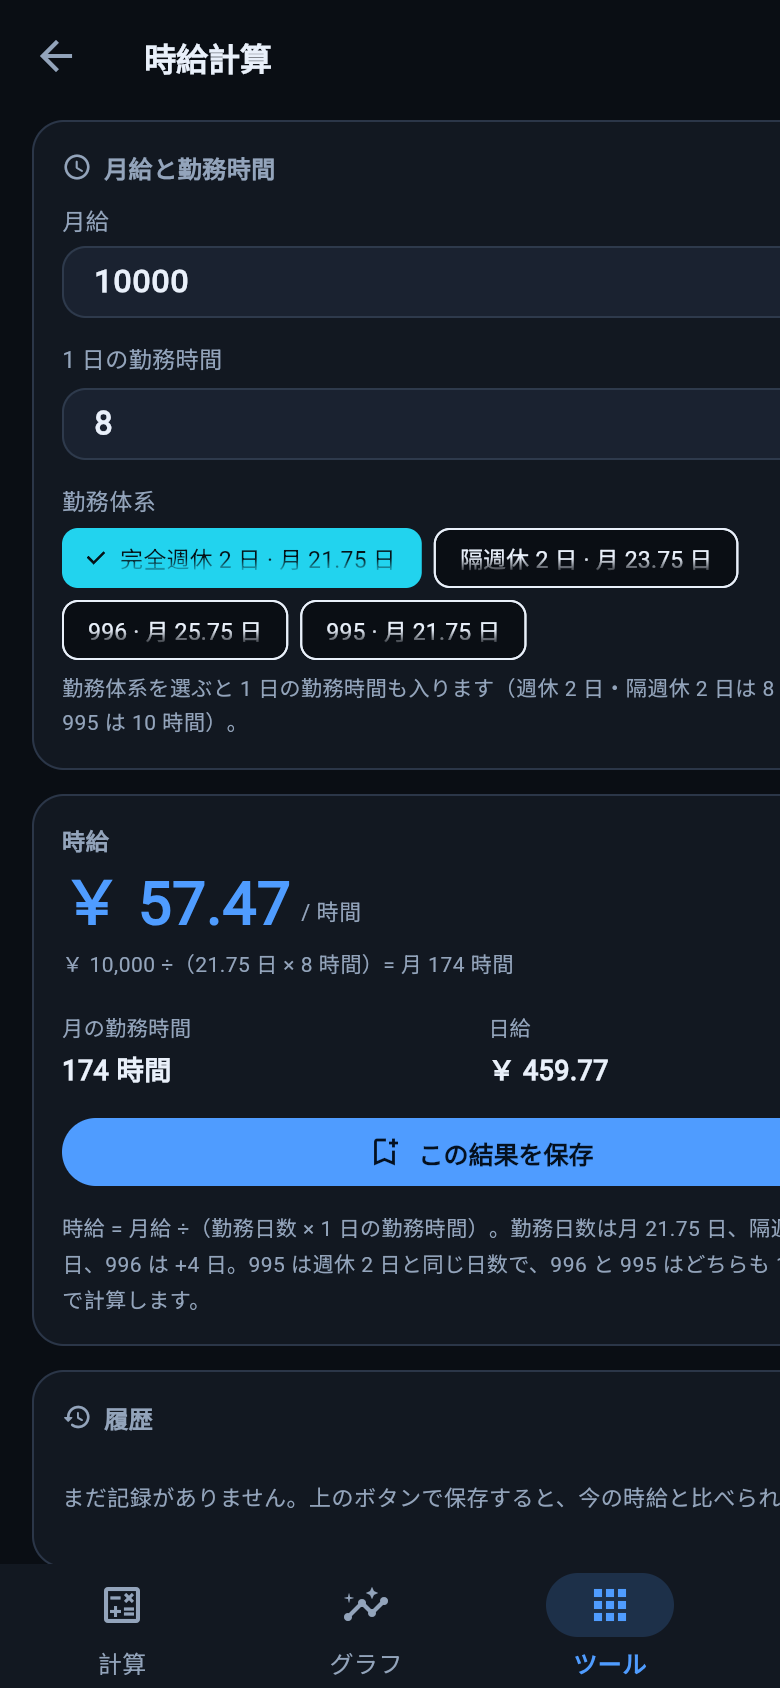 時給計算
月給と勤務時間
月給
10000
1 日の勤務時間
8
勤務体系
完全週休 2 日 · 月 21.75 日
隔週休 2 日 · 月 23.75 日
996 · 月 25.75 日
995 · 月 21.75 日
勤務体系を選ぶと 1 日の勤務時間も入ります（週休 2 日・隔週休 2 日は 8
995 は 10 時間）。
時給
¥ 57.47 / 時間
¥ 10,000 ÷（21.75 日 × 8 時間）= 月 174 時間
月の勤務時間
日給
174 時間
¥ 459.77
この結果を保存
時給 = 月給 ÷（勤務日数 × 1 日の勤務時間）。勤務日数は月 21.75 日、隔週
日、996 は +4 日。995 は週休 2 日と同じ日数で、996 と 995 はどちらも
で計算します。
履歴
まだ記録がありません。上のボタンで保存すると、今の時給と比べられ
計算
グラフ
ツール